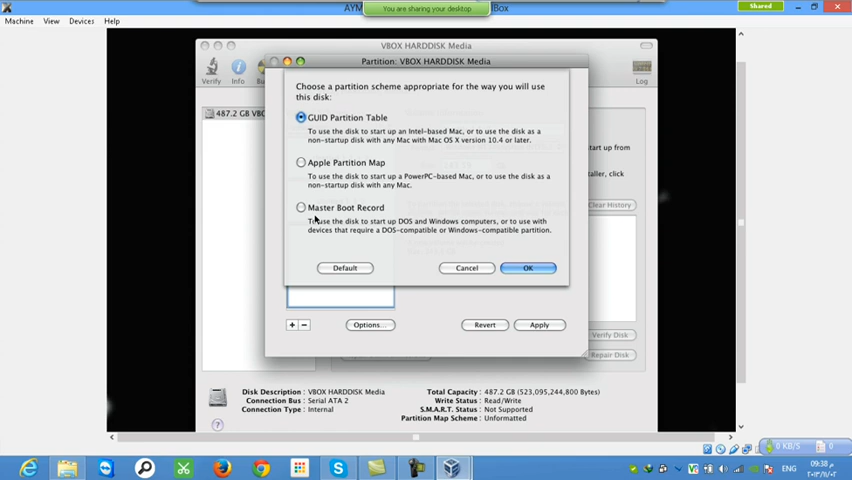 You are sharing your desktop
Shared
Machine View Devices Help
VBOX HARDDISK Media
Verify Info
Log
Partition: VBOX HARDDISK Media
487.2 GB VB
Choose a partition scheme appropriate for the way you will use
this disk:
GUID Partition Table
To use the disk to start up an Intel-based Mac, or to use the disk as a
non-startup disk with any Mac with Mac OS X version 10.4 or later.
Apple Partition Map
To use the disk to start up a PowerPC-based Mac, or to use the disk as a
non-startup disk with any Mac.
Master Boot Record
To use the disk to start up DOS and Windows computers, or to use with
devices that require a DOS-compatible or Windows-compatible partition.
Default Cancel OK
start up from
taller, click
Clear History
+ − Options... Revert Apply
Verify Disk
Repair Disk
Disk Description : VBOX HARDDISK Media
Connection Bus : Serial ATA 2
Connection Type : Internal
Total Capacity : 487.2 GB (523,095,244,800 Bytes)
Write Status : Read/Write
S.M.A.R.T. Status : Not Supported
Partition Map Scheme : Unformatted
?
0 KB/S 0
ENG